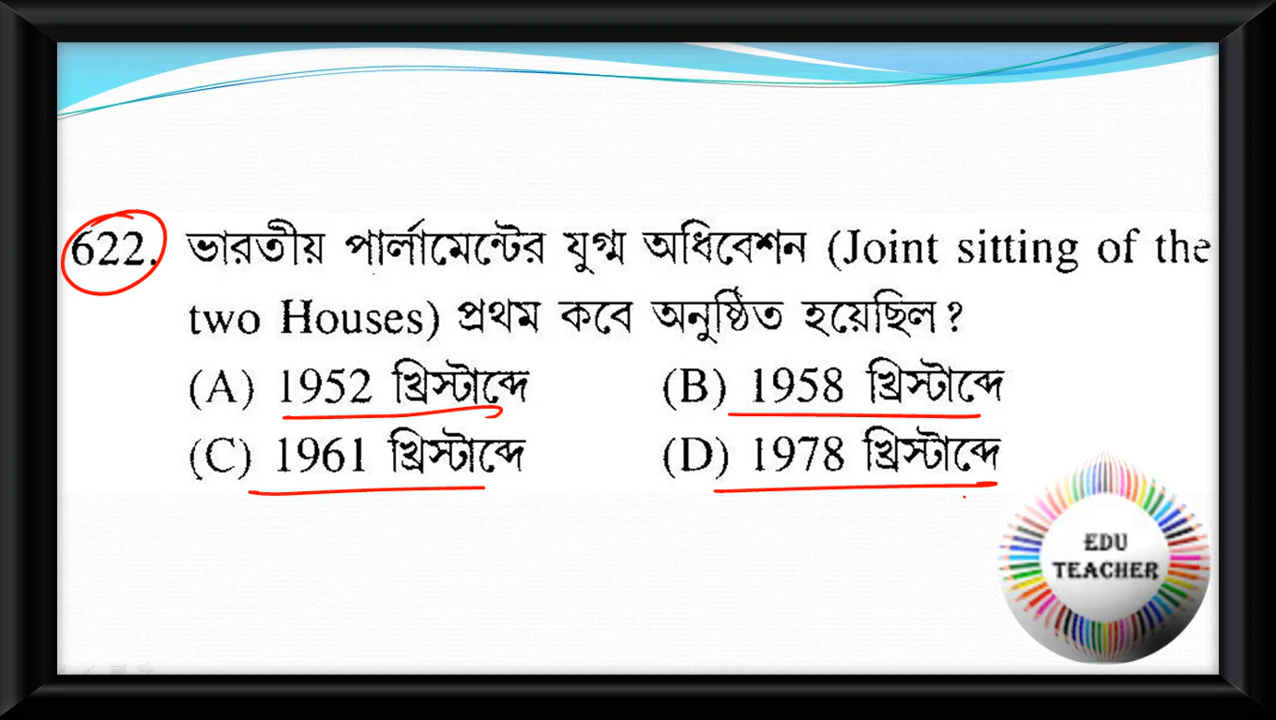 622. ভারতীয় পার্লামেন্টের যুগ্ম অধিবেশন (Joint sitting of the
two Houses) প্রথম কবে অনুষ্ঠিত হয়েছিল?
(A) 1952 খ্রিস্টাব্দে (B) 1958 খ্রিস্টাব্দে
(C) 1961 খ্রিস্টাব্দে (D) 1978 খ্রিস্টাব্দে
EDU
TEACHER